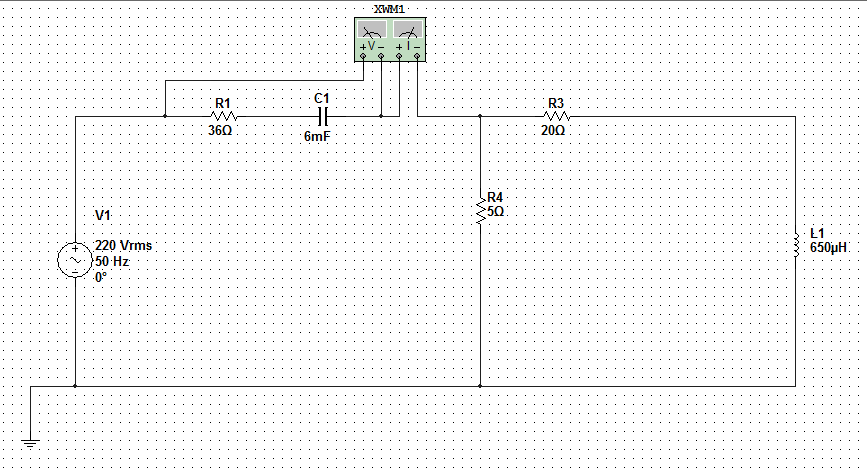 XWM1
+ V − + I −
R1
36Ω
C1
6mF
R3
20Ω
R4
5Ω
V1
220 Vrms
50 Hz
0°
L1
650µH